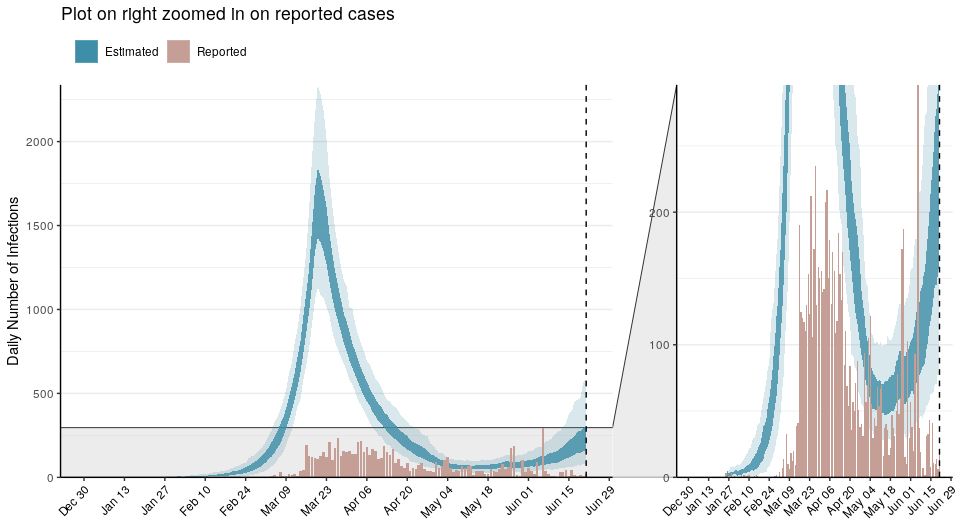 Plot on right zoomed in on reported cases
Estimated Reported
Daily Number of Infections
2000
1500
1000
500
0
Dec 30 Jan 13 Jan 27 Feb 10 Feb 24 Mar 09 Mar 23 Apr 06 Apr 20 May 04 May 18 Jun 01 Jun 15 Jun 29
200
100
0
Dec 30 Jan 13 Jan 27 Feb 10 Feb 24 Mar 09 Mar 23 Apr 06 Apr 20 May 04 May 18 Jun 01 Jun 15 Jun 29